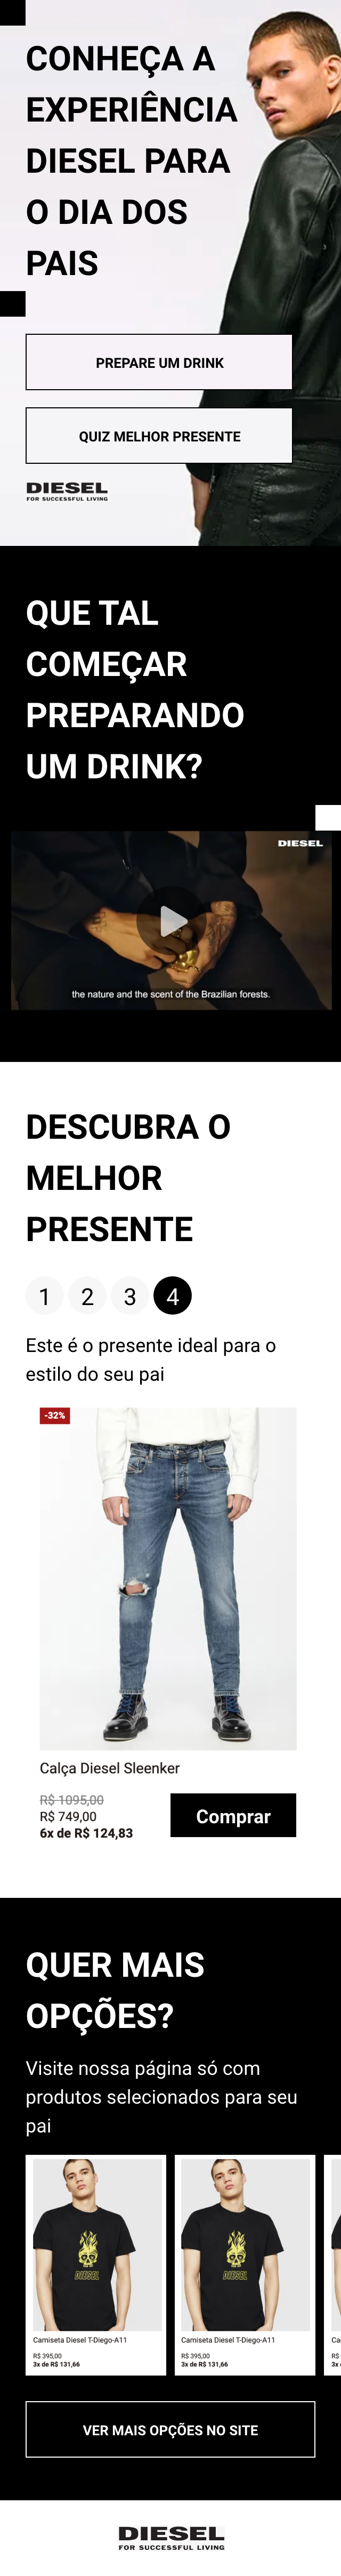 CONHEÇA A
EXPERIÊNCIA
DIESEL PARA
O DIA DOS
PAIS
PREPARE UM DRINK
QUIZ MELHOR PRESENTE
DIESEL
FOR SUCCESSFUL LIVING
QUE TAL
COMEÇAR
PREPARANDO
UM DRINK?
DIESEL
the nature and the scent of the Brazilian forests.
DESCUBRA O
MELHOR
PRESENTE
1 2 3 4
Este é o presente ideal para o
estilo do seu pai
-32%
Calça Diesel Sleenker
R$ 1095,00
R$ 749,00
6x de R$ 124,83
Comprar
QUER MAIS
OPÇÕES?
Visite nossa página só com
produtos selecionados para seu
pai
DIESEL
Camiseta Diesel T-Diego-A11
R$ 395,00
3x de R$ 131,66
DIESEL
Camiseta Diesel T-Diego-A11
R$ 395,00
3x de R$ 131,66
Ca
R$
3x
VER MAIS OPÇÕES NO SITE
DIESEL
FOR SUCCESSFUL LIVING